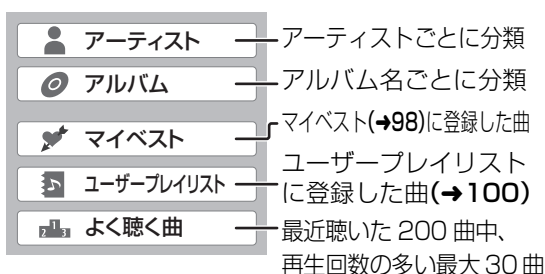 アーティスト
アーティストごとに分類
アルバム
アルバム名ごとに分類
マイベスト
マイベスト(➔98)に登録した曲
ユーザープレイリスト
ユーザープレイリスト
に登録した曲(➔100)
2 1 3 よく聴く曲
最近聴いた 200 曲中、
再生回数の多い最大 30 曲